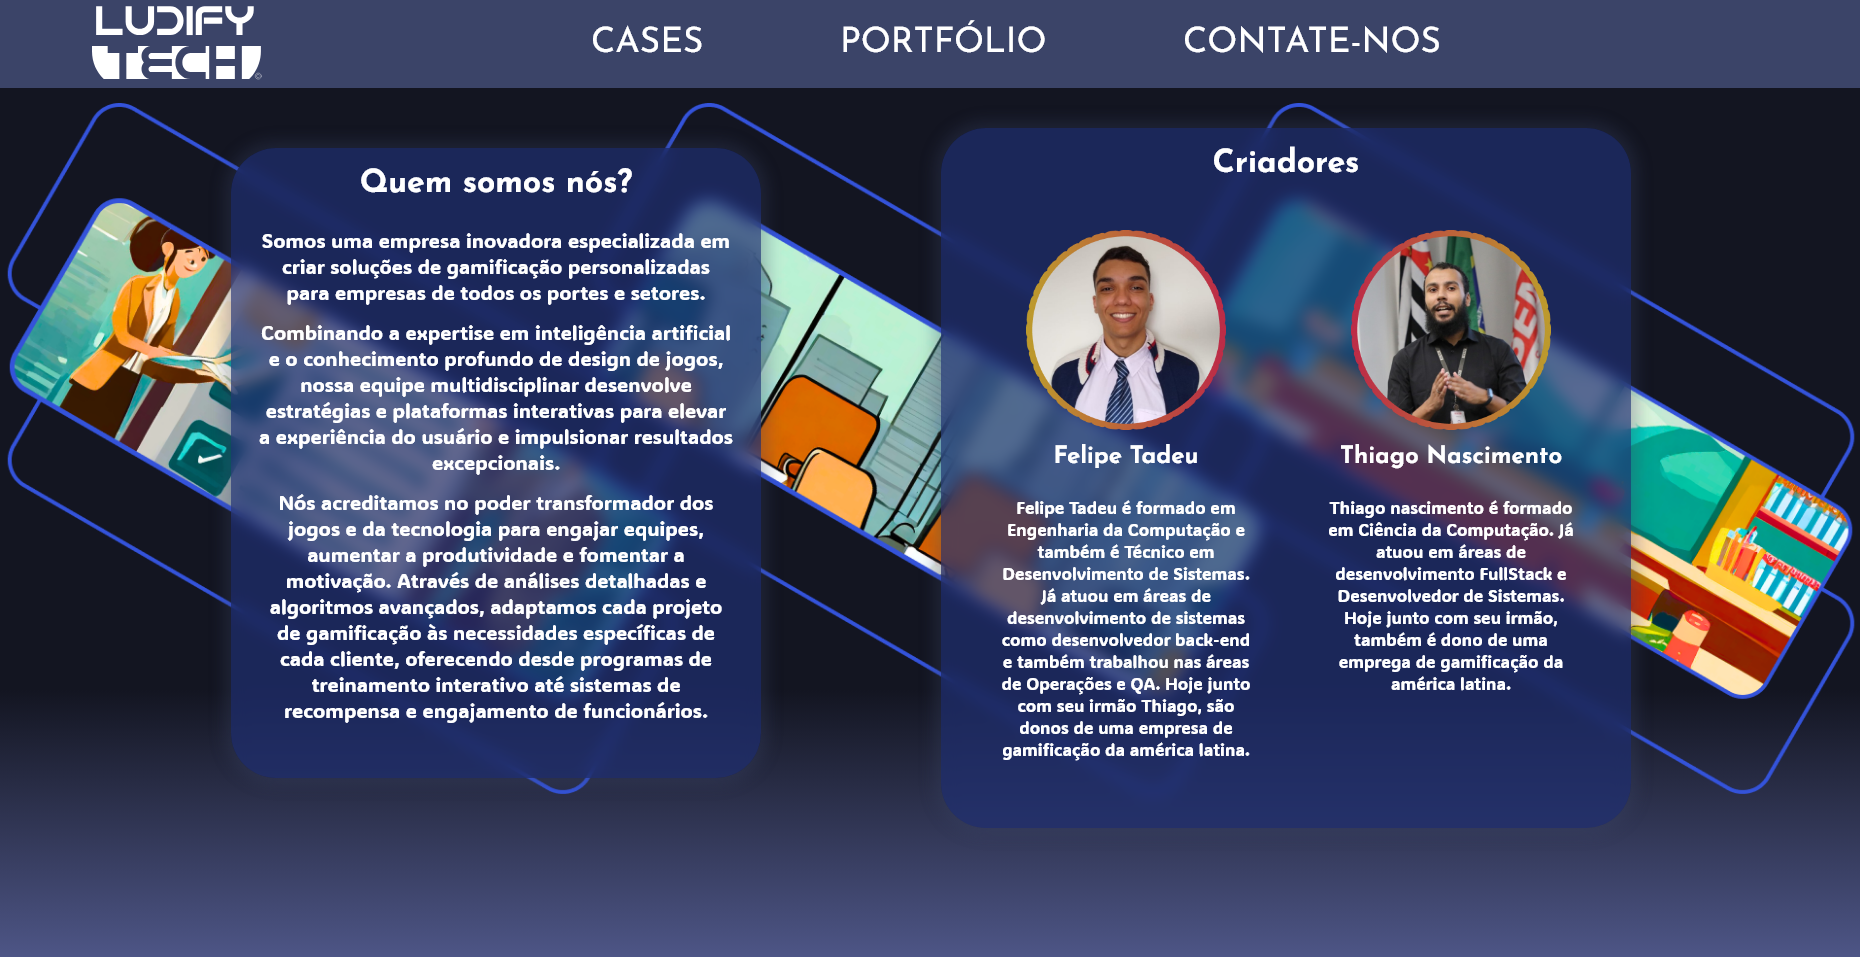 LUDIFY
TECH
CASES
PORTFÓLIO
CONTATE-NOS
Quem somos nós?
Somos uma empresa inovadora especializada em
criar soluções de gamificação personalizadas
para empresas de todos os portes e setores.
Combinando a expertise em inteligência artificial
e o conhecimento profundo de design de jogos,
nossa equipe multidisciplinar desenvolve
estratégias e plataformas interativas para elevar
a experiência do usuário e impulsionar resultados
excepcionais.
Nós acreditamos no poder transformador dos
jogos e da tecnologia para engajar equipes,
aumentar a produtividade e fomentar a
motivação. Através de análises detalhadas e
algoritmos avançados, adaptamos cada projeto
de gamificação às necessidades específicas de
cada cliente, oferecendo desde programas de
treinamento interativo até sistemas de
recompensa e engajamento de funcionários.
Criadores
Felipe Tadeu
Felipe Tadeu é formado em
Engenharia da Computação e
também é Técnico em
Desenvolvimento de Sistemas.
Já atuou em áreas de
desenvolvimento de sistemas
como desenvolvedor back-end
e também trabalhou nas áreas
de Operações e QA. Hoje junto
com seu irmão Thiago, são
donos de uma empresa de
gamificação da américa latina.
Thiago Nascimento
Thiago nascimento é formado
em Ciência da Computação. Já
atuou em áreas de
desenvolvimento FullStack e
Desenvolvedor de Sistemas.
Hoje junto com seu irmão,
também é dono de uma
emprega de gamificação da
américa latina.